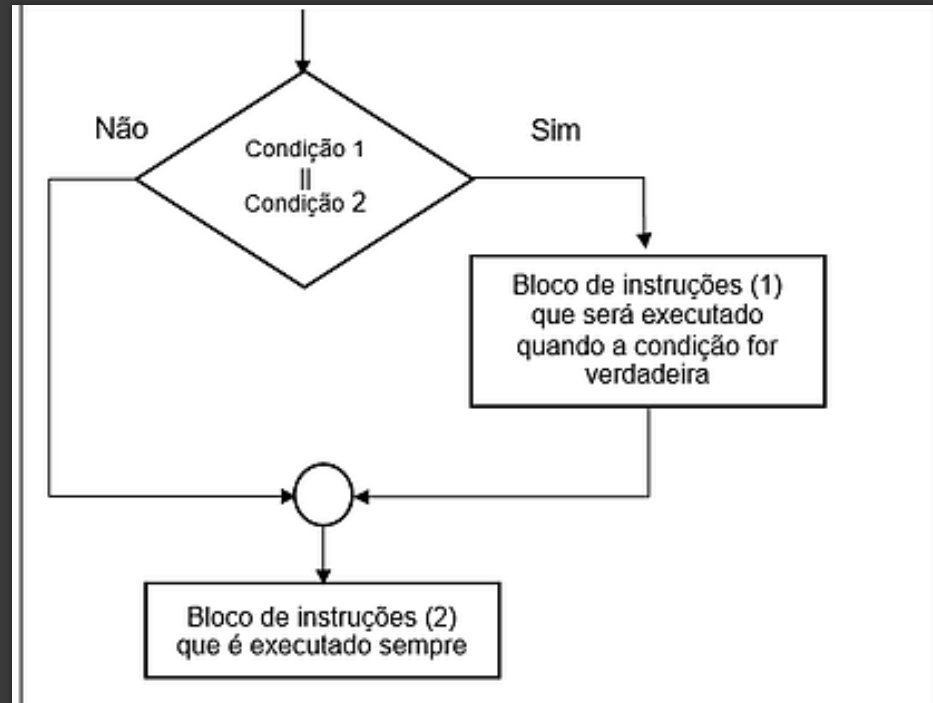 Não
Sim
Condição 1
||
Condição 2
Bloco de instruções (1)
que será executado
quando a condição for
verdadeira
Bloco de instruções (2)
que é executado sempre